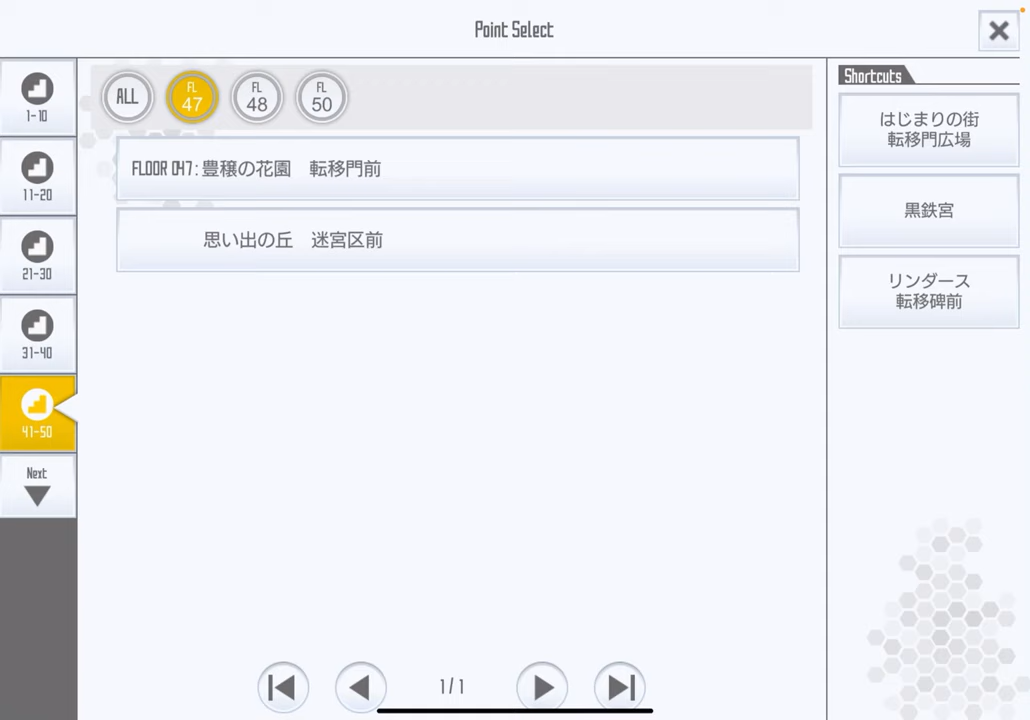 Point Select
1-10
11-20
21-30
31-40
41-50
Next
ALL
FL
47
FL
48
FL
50
FLOOR 047: 豊穣の花園　転移門前
思い出の丘　迷宮区前
1/1
Shortcuts
はじまりの街
転移門広場
黒鉄宮
リンダース
転移碑前